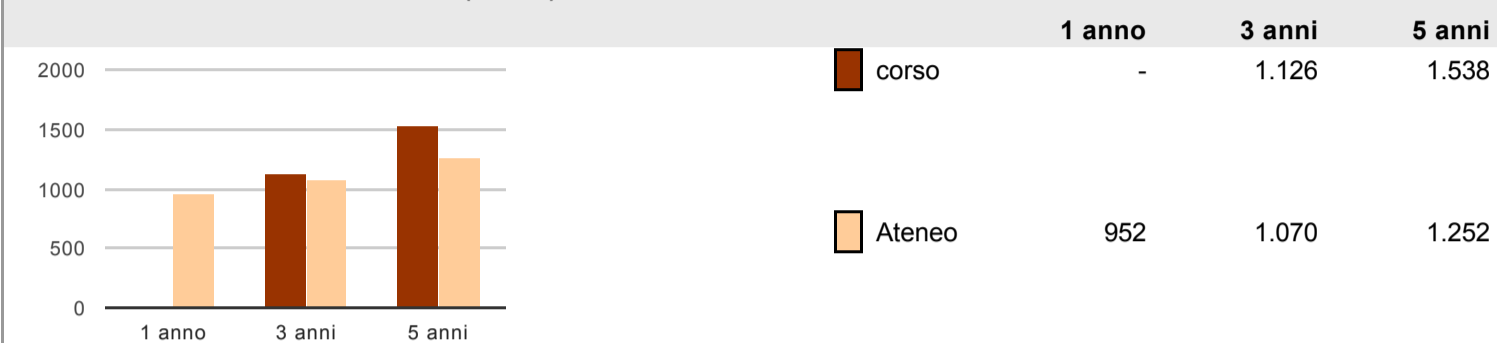 1 anno 3 anni 5 anni
corso - 1.126 1.538
Ateneo 952 1.070 1.252
2000
1500
1000
500
0
1 anno 3 anni 5 anni